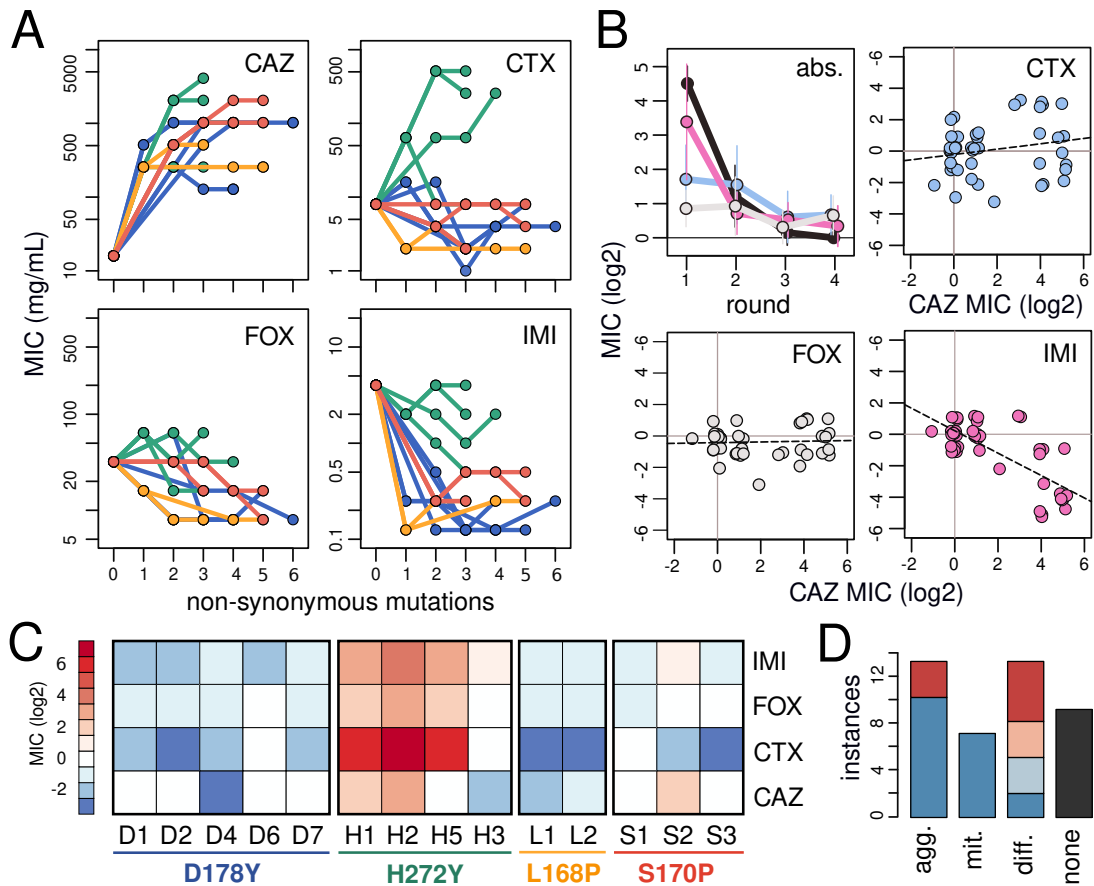 A
B
CAZ
CTX
FOX
IMI
MIC (mg/mL)
5000
500
50
10
500
50
5
1
500
100
20
5
10
2
0.5
0.1
0 1 2 3 4 5 6
0 1 2 3 4 5 6
non-synonymous mutations
abs.
5
4
3
2
1
0
1 2 3 4
round
MIC (log2)
CTX
-6
-4
2
0
-2
-4
-6
-2 0 2 4 6
CAZ MIC (log2)
FOX
-6
-4
2
0
-2
-4
-6
-2 0 2 4 6
IMI
-6
-4
2
0
-2
-4
-6
-2 0 2 4 6
CAZ MIC (log2)
C
MIC (log2)
6
4
2
0
-2
IMI
FOX
CTX
CAZ
D1 D2 D4 D6 D7 H1 H2 H5 H3 L1 L2 S1 S2 S3
D178Y H272Y L168P S170P
D
instances
12
8
4
0
agg. mit. diff. none